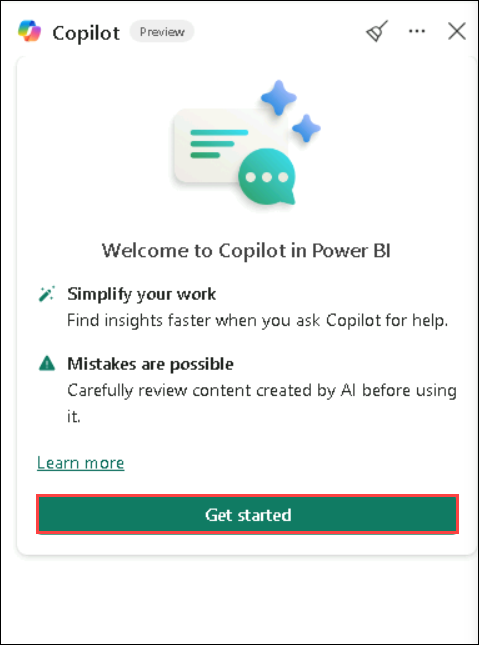 Copilot Preview
Welcome to Copilot in Power BI
Simplify your work
Find insights faster when you ask Copilot for help.
Mistakes are possible
Carefully review content created by AI before using
it.
Learn more
Get started